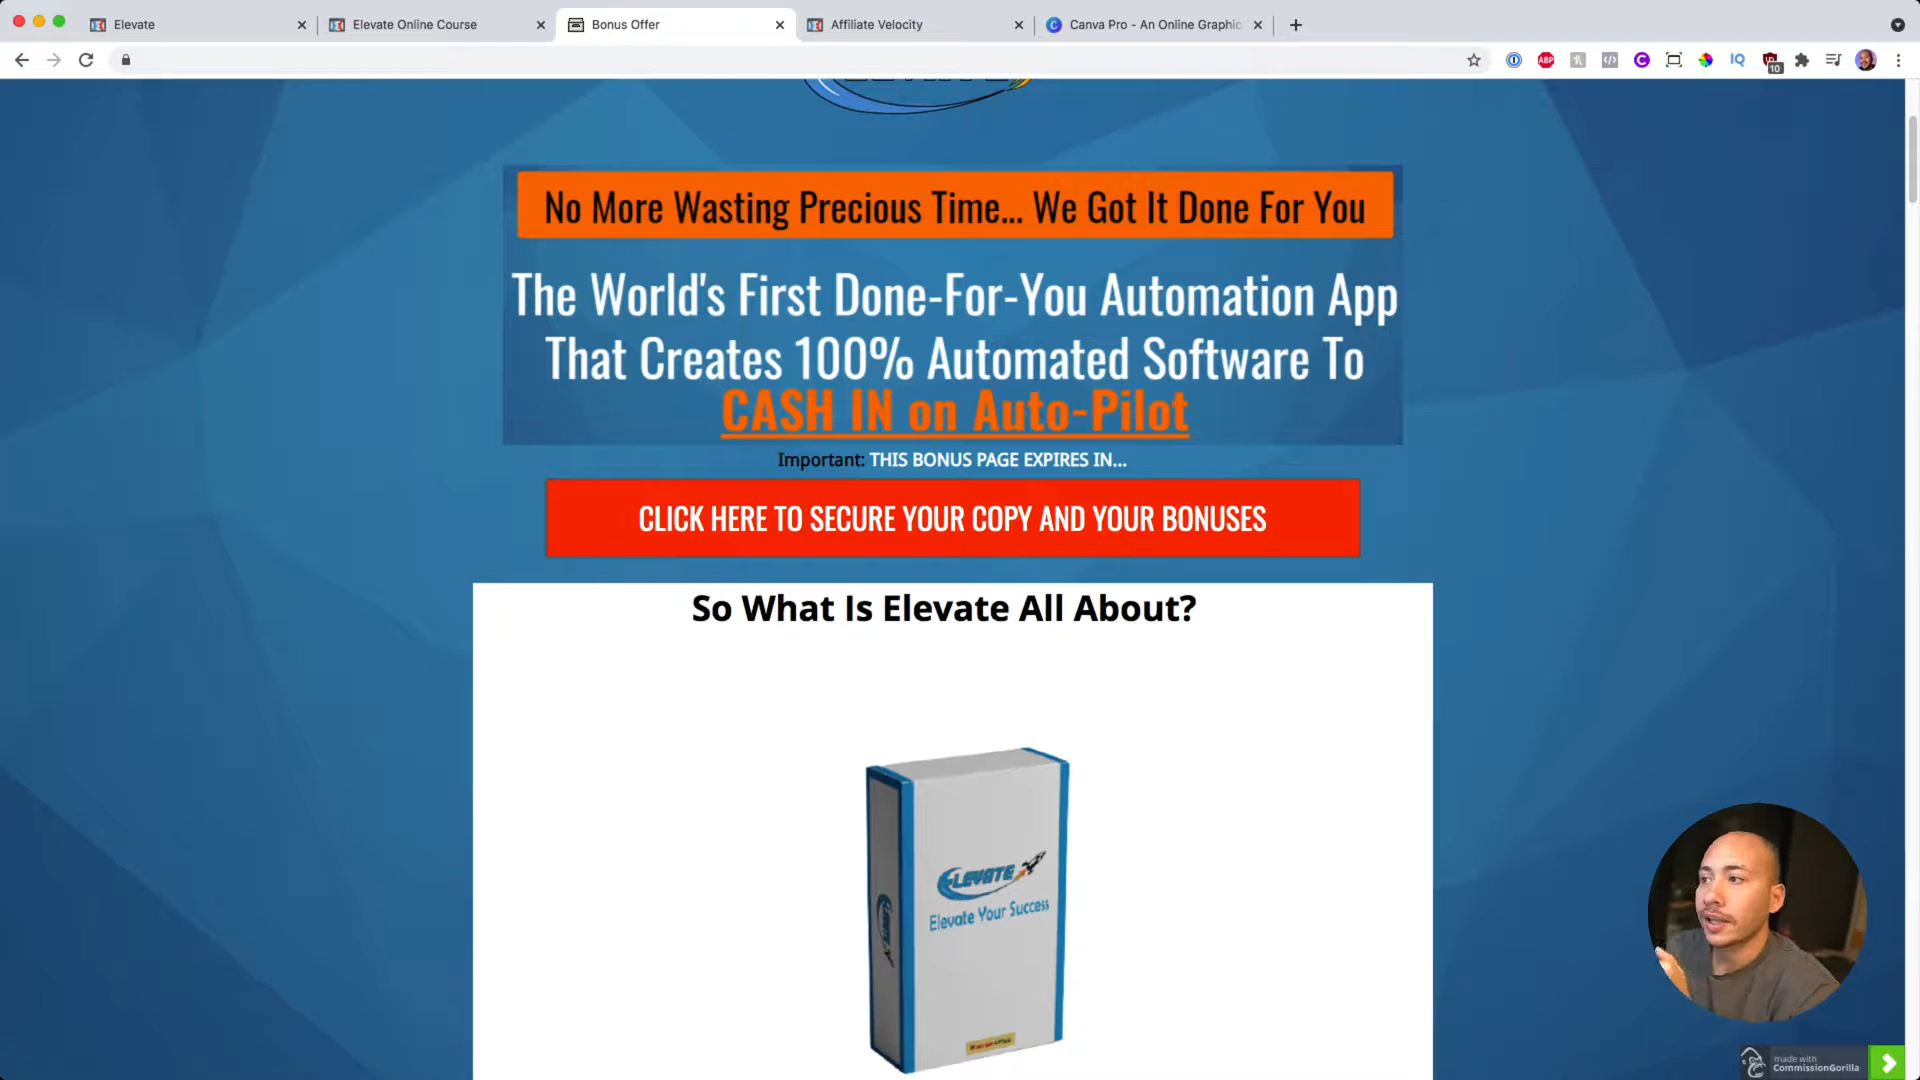 Elevate
Elevate Online Course
Bonus Offer
Affiliate Velocity
Canva Pro - An Online Graphic
ABP
IQ
10
No More Wasting Precious Time... We Got It Done For You
The World's First Done-For-You Automation App
That Creates 100% Automated Software To
CASH IN on Auto-Pilot
Important: THIS BONUS PAGE EXPIRES IN...
CLICK HERE TO SECURE YOUR COPY AND YOUR BONUSES
So What Is Elevate All About?
ELEVATE
Elevate Your Success
made with
CommissionGorilla